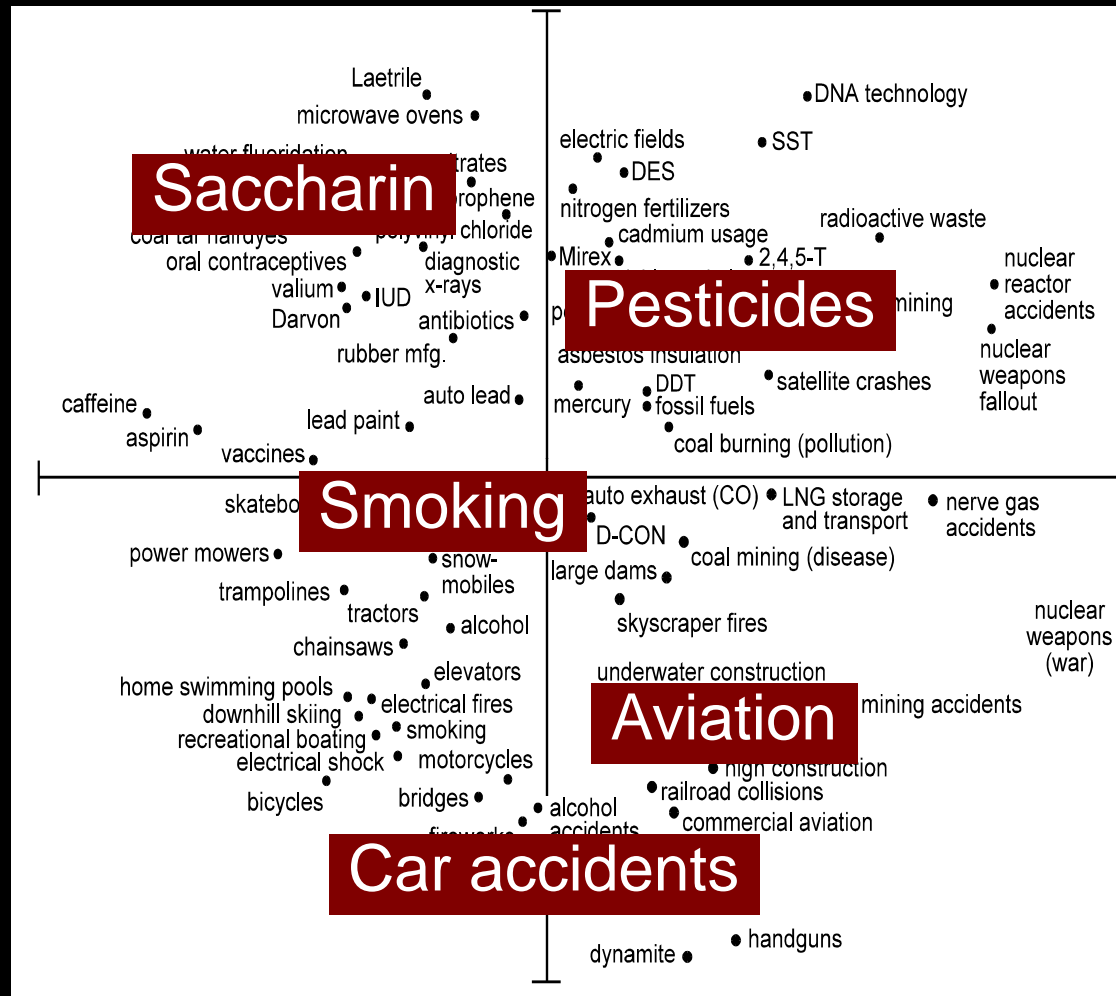 Laetrile
microwave ovens
DNA technology
SST
electric fields
DES
Saccharin
nitrogen fertilizers
radioactive waste
polyvinyl chloride
cadmium usage
coal tar hairdyes
oral contraceptives
diagnostic
x-rays
Mirex
2,4,5-T
nuclear
reactor
accidents
valium
IUD
Darvon
antibiotics
Pesticides
mining
rubber mfg.
asbestos insulation
nuclear
weapons
fallout
auto lead
mercury
DDT
satellite crashes
fossil fuels
caffeine
aspirin
lead paint
coal burning (pollution)
vaccines
Smoking
auto exhaust (CO)
LNG storage
and transport
nerve gas
accidents
D-CON
power mowers
snow-
mobiles
coal mining (disease)
large dams
trampolines
tractors
skyscraper fires
alcohol
nuclear
weapons
(war)
chainsaws
elevators
underwater construction
home swimming pools
electrical fires
downhill skiing
smoking
recreational boating
Aviation
mining accidents
electrical shock
motorcycles
high construction
bicycles
bridges
railroad collisions
alcohol
accidents
commercial aviation
fireworks
Car accidents
handguns
dynamite